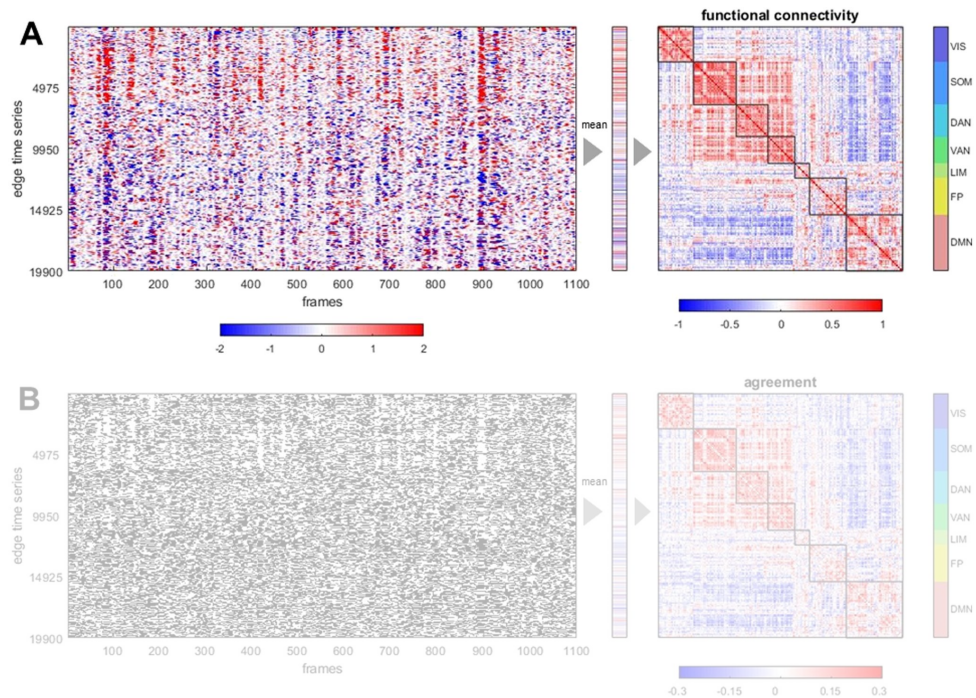 A
functional connectivity
edge time series
4975
9950
14925
19900
100 200 300 400 500 600 700 800 900 1000 1100
frames
-2 -1 0 1 2
mean
-1 -0.5 0 0.5 1
VIS
SOM
DAN
VAN
LIM
FP
DMN
B
agreement
edge time series
4975
9950
14925
19900
100 200 300 400 500 600 700 800 900 1000 1100
frames
mean
-0.3 -0.15 0 0.15 0.3
VIS
SOM
DAN
VAN
LIM
FP
DMN